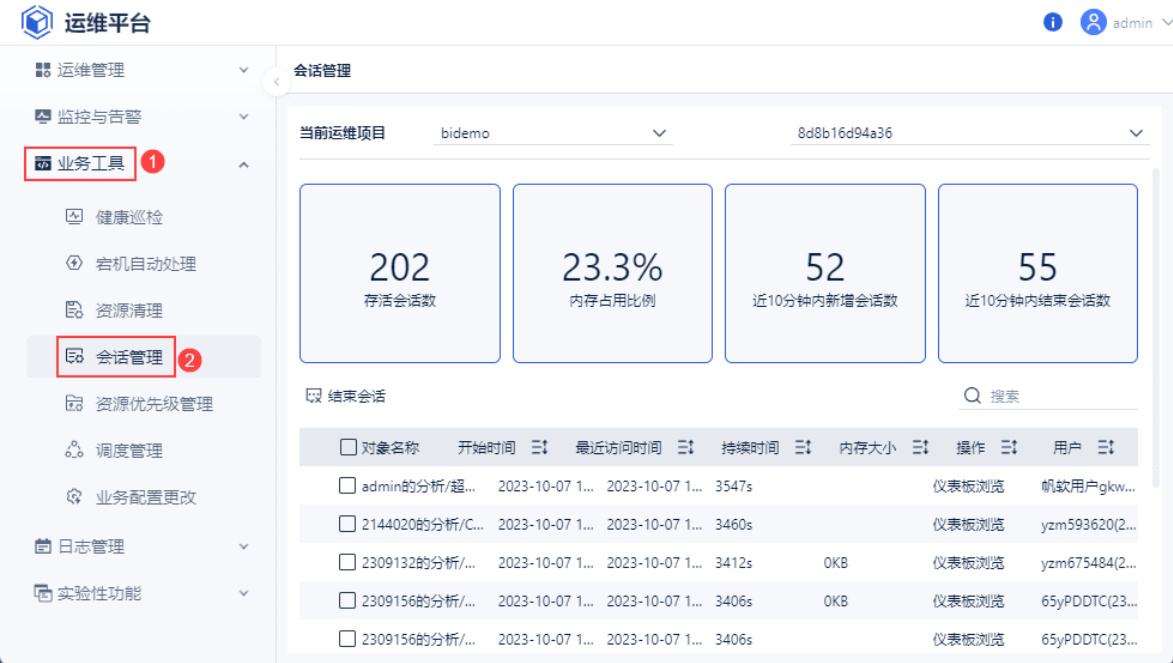 运维平台
admin
运维管理
监控与告警
业务工具 1
健康巡检
宕机自动处理
资源清理
会话管理 2
资源优先级管理
调度管理
业务配置更改
日志管理
实验性功能
会话管理
当前运维项目 bidemo 8d8b16d94a36
202 23.3% 52 55
存活会话数 内存占用比例 近10分钟内新增会话数 近10分钟内结束会话数
结束会话 搜索
对象名称 开始时间 最近访问时间 持续时间 内存大小 操作 用户
admin的分析/超... 2023-10-07 1... 2023-10-07 1... 3547s 仪表板浏览 帆软用户gkw...
2144020的分析/C... 2023-10-07 1... 2023-10-07 1... 3460s 仪表板浏览 yzm593620(2...
2309132的分析/... 2023-10-07 1... 2023-10-07 1... 3412s 0KB 仪表板浏览 yzm675484(2...
2309156的分析/... 2023-10-07 1... 2023-10-07 1... 3406s 0KB 仪表板浏览 65yPDDTC(23...
2309156的分析/... 2023-10-07 1... 2023-10-07 1... 3406s 仪表板浏览 65yPDDTC(23...